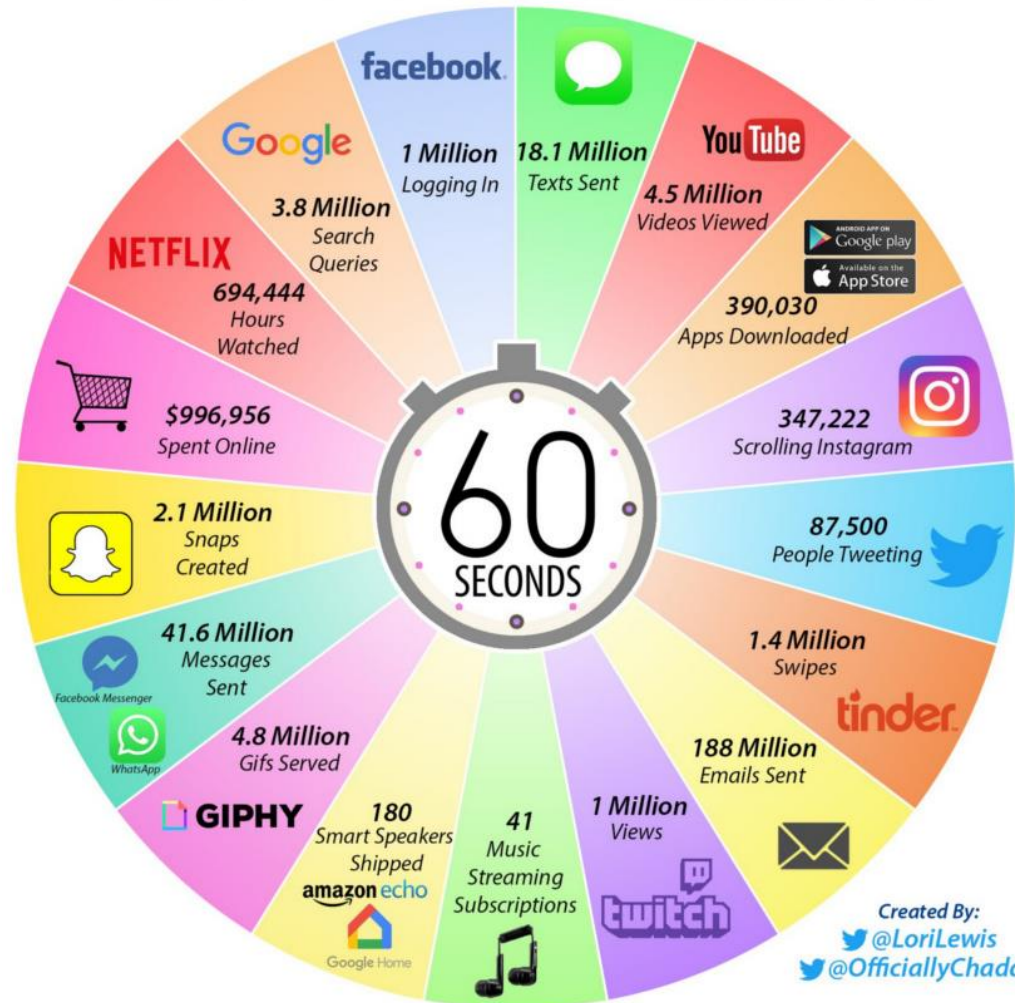 facebook
1 Million
Logging In
18.1 Million
Texts Sent
YouTube
4.5 Million
Videos Viewed
ANDROID APP ON
Google play
Available on the
App Store
390,030
Apps Downloaded
347,222
Scrolling Instagram
87,500
People Tweeting
1.4 Million
Swipes
tinder
188 Million
Emails Sent
1 Million
Views
twitch
41
Music
Streaming
Subscriptions
180
Smart Speakers
Shipped
amazon echo
Google Home
4.8 Million
Gifs Served
GIPHY
41.6 Million
Messages
Sent
Facebook Messenger
WhatsApp
2.1 Million
Snaps
Created
$996,956
Spent Online
NETFLIX
694,444
Hours
Watched
Google
3.8 Million
Search
Queries
60
SECONDS
Created By:
@LoriLewis
@OfficiallyChadd